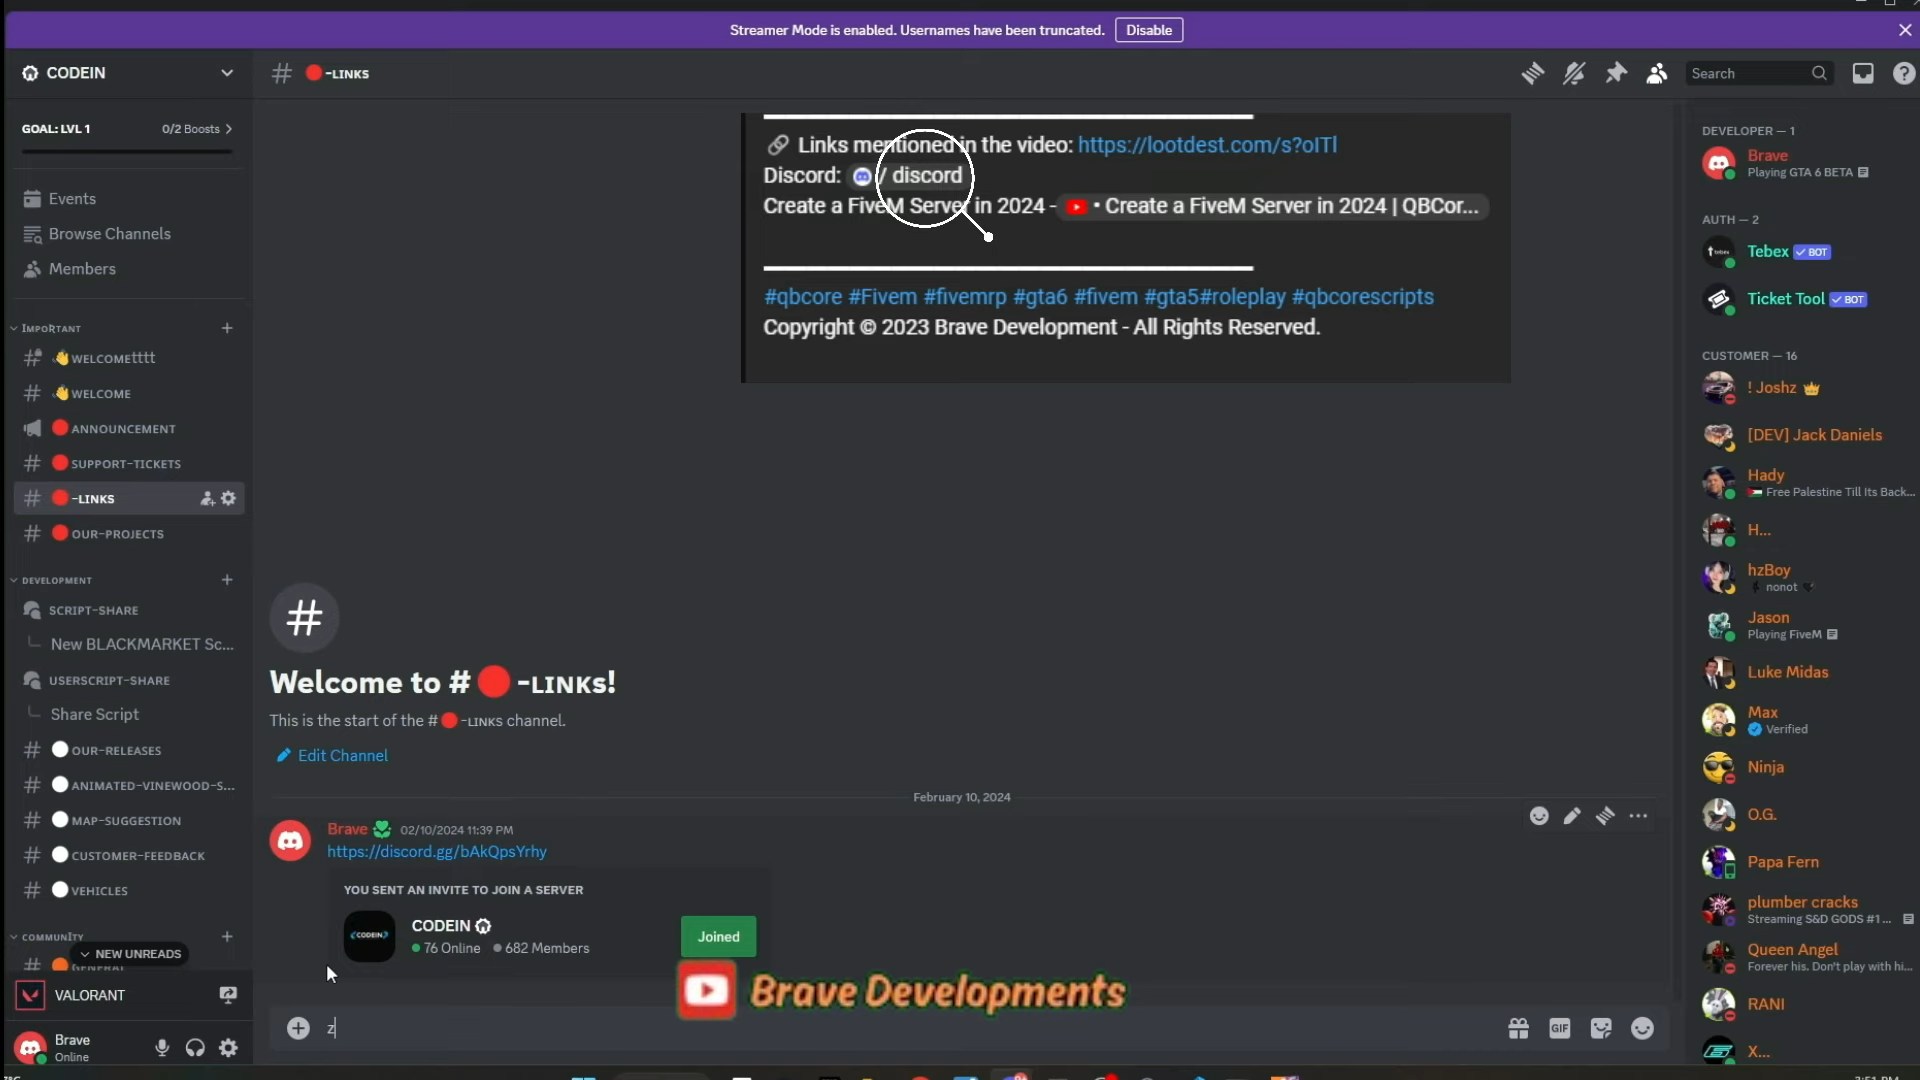 Streamer Mode is enabled. Usernames have been truncated. Disable
CODEIN
GOAL: LVL 1 0/2 Boosts
Events
Browse Channels
Members
IMPORTANT
👋WELCOMEtttt
👋WELCOME
ANNOUNCEMENT
SUPPORT-TICKETS
-LINKS
OUR-PROJECTS
DEVELOPMENT
SCRIPT-SHARE
New BLACKMARKET Sc...
USERSCRIPT-SHARE
Share Script
OUR-RELEASES
ANIMATED-VINEWOOD-S...
MAP-SUGGESTION
CUSTOMER-FEEDBACK
VEHICLES
COMMUNITY
NEW UNREADS
GENERAL
VALORANT
Brave
Online
# 🔴-LINKS
Search
Links mentioned in the video: https://lootdest.com/s?oITl
Discord: / discord
Create a FiveM Server in 2024 - • Create a FiveM Server in 2024 | QBCor...
#qbcore #Fivem #fivemrp #gta6 #fivem #gta5#roleplay #qbcorescripts
Copyright © 2023 Brave Development - All Rights Reserved.
#
Welcome to # 🔴 -LINKs!
This is the start of the # 🔴 -LINKs channel.
Edit Channel
February 10, 2024
Brave 02/10/2024 11:39 PM
https://discord.gg/bAkQpsYrhy
YOU SENT AN INVITE TO JOIN A SERVER
CODEIN
CODEIN
76 Online 682 Members
Joined
Brave Developments
z
GIF
DEVELOPER — 1
Brave
Playing GTA 6 BETA
AUTH — 2
Tebex BOT
Ticket Tool BOT
CUSTOMER — 16
! Joshz
[DEV] Jack Daniels
Hady
Free Palestine Till Its Back...
H...
hzBoy
nonot
Jason
Playing FiveM
Luke Midas
Max
Verified
Ninja
O.G.
Papa Fern
plumber cracks
Streaming S&D GODS #1 ...
Queen Angel
Forever his. Don't play with hi...
RANI
X...